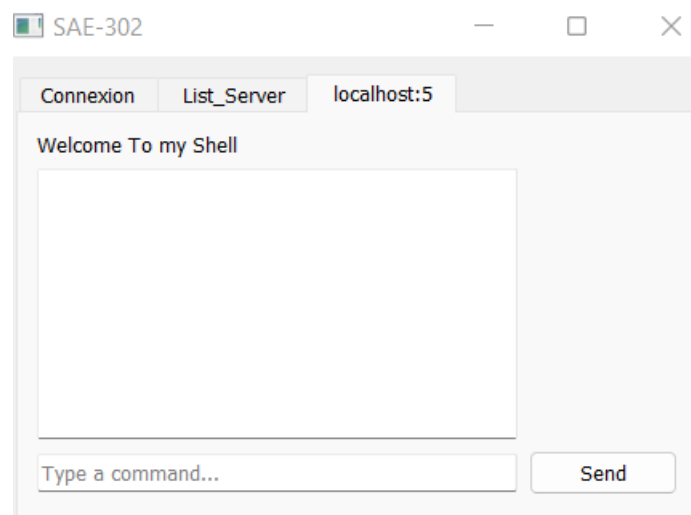 SAE-302
Connexion List_Server localhost:5
Welcome To my Shell
Type a command... Send